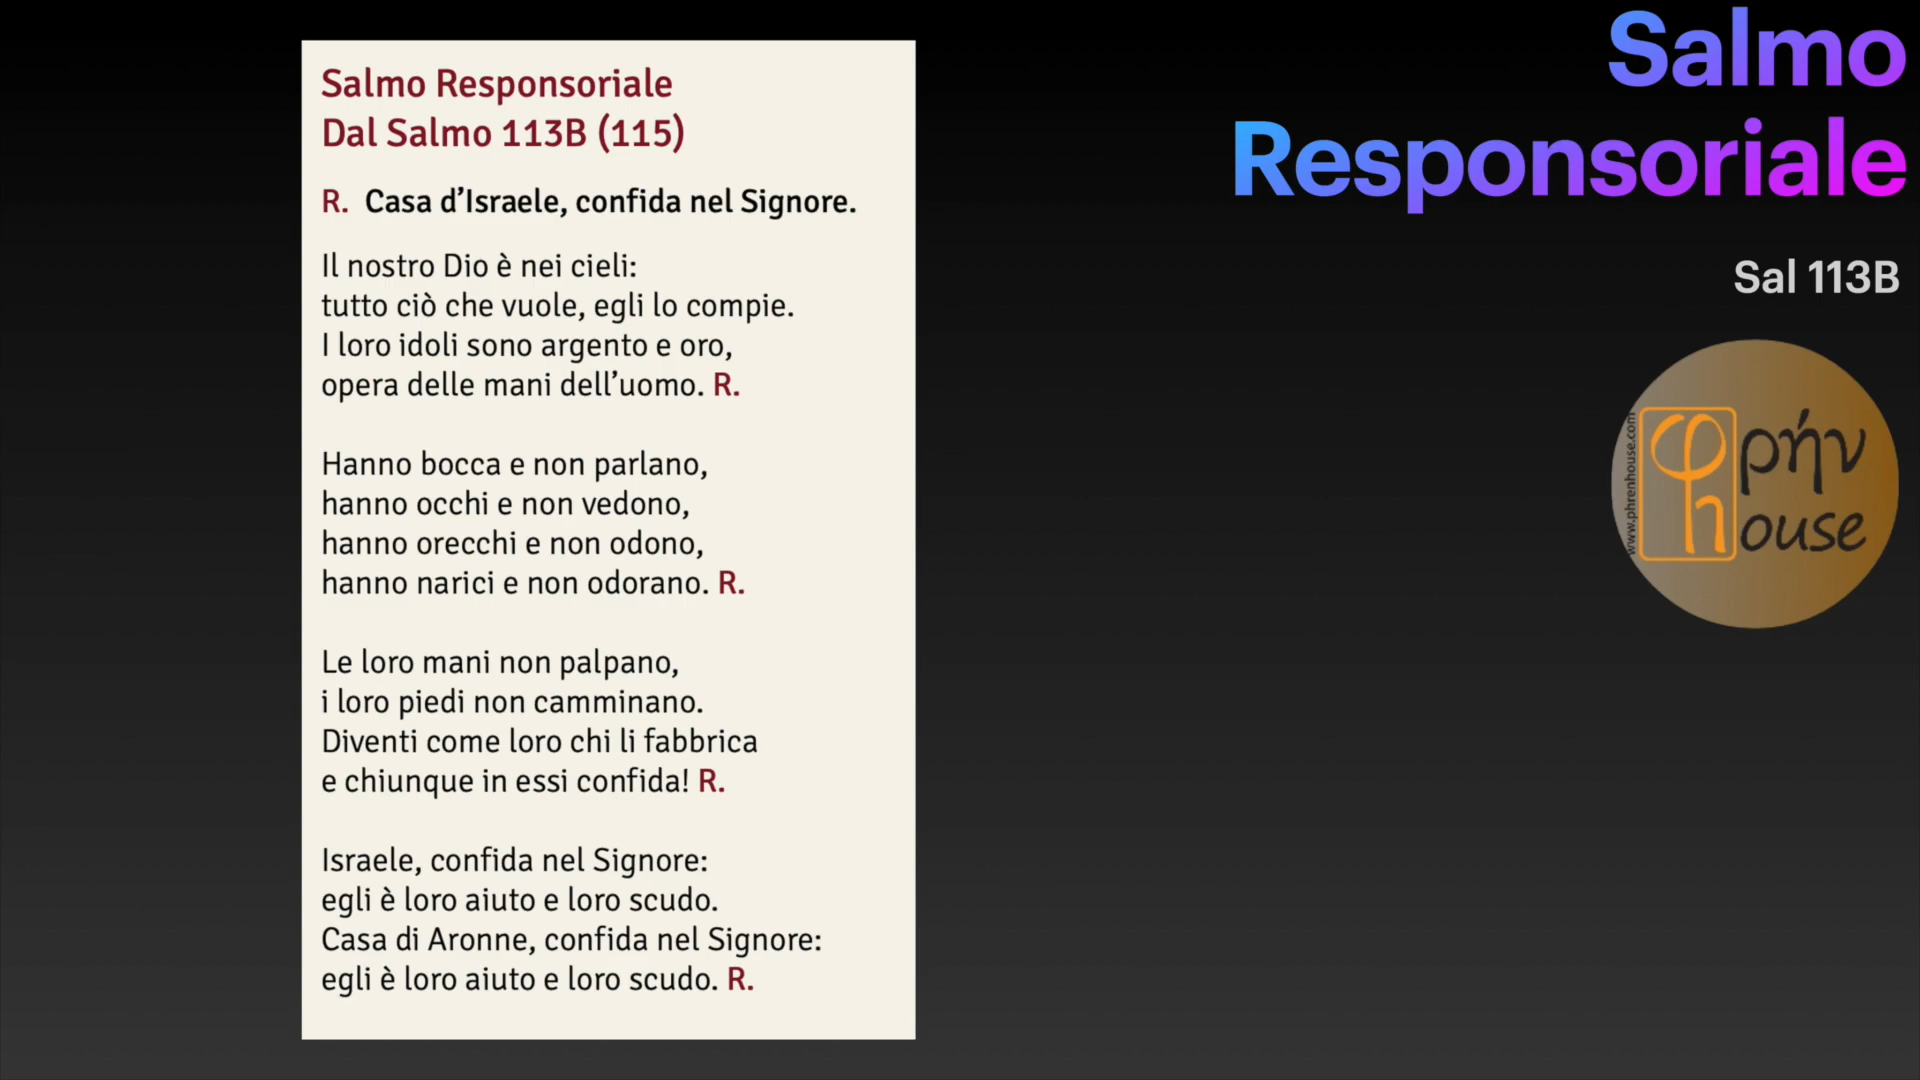 Salmo Responsoriale
Dal Salmo 113B (115)
R. Casa d’Israele, confida nel Signore.
Il nostro Dio è nei cieli:
tutto ciò che vuole, egli lo compie.
I loro idoli sono argento e oro,
opera delle mani dell’uomo. R.
Hanno bocca e non parlano,
hanno occhi e non vedono,
hanno orecchi e non odono,
hanno narici e non odorano. R.
Le loro mani non palpano,
i loro piedi non camminano.
Diventi come loro chi li fabbrica
e chiunque in essi confida! R.
Israele, confida nel Signore:
egli è loro aiuto e loro scudo.
Casa di Aronne, confida nel Signore:
egli è loro aiuto e loro scudo. R.
Salmo
Responsoriale
Sal 113B
www.phrenhouse.com
φρήν
house